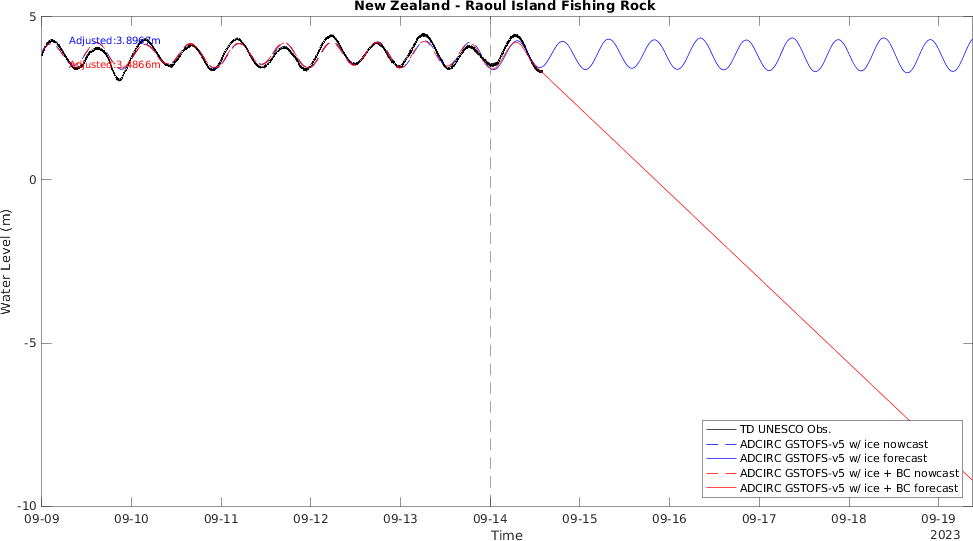 New Zealand - Raoul Island Fishing Rock
5
Adjusted:3.8967m
Adjusted:3.4866m
0
-5
-10
Water Level (m)
TD UNESCO Obs.
ADCIRC GSTOFS-v5 w/ ice nowcast
ADCIRC GSTOFS-v5 w/ ice forecast
ADCIRC GSTOFS-v5 w/ ice + BC nowcast
ADCIRC GSTOFS-v5 w/ ice + BC forecast
09-09 09-10 09-11 09-12 09-13 09-14 09-15 09-16 09-17 09-18 09-19
Time
2023